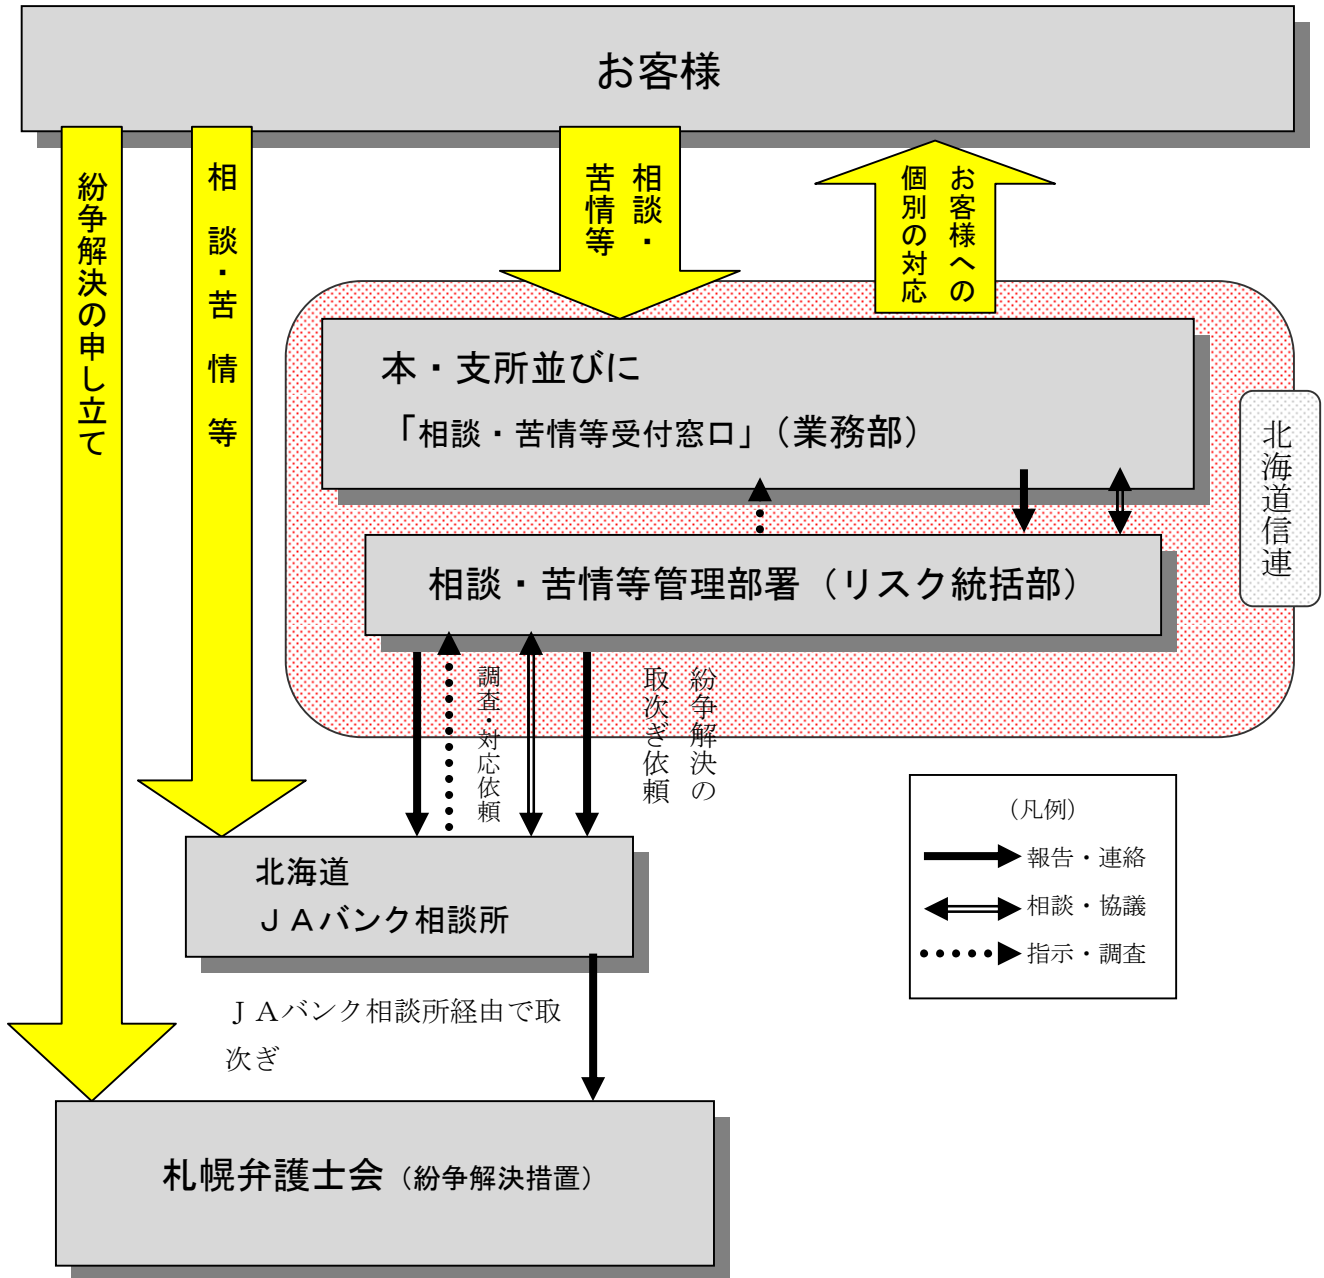 お客様
紛争解決の申し立て
相談・苦情等
相談・
苦情等
お客様への
個別の対応
本・支所並びに
「相談・苦情等受付窓口」（業務部）
北海道信連
相談・苦情等管理部署（リスク統括部）
調査・対応依頼
紛争解決の
取次ぎ依頼
（凡例）
報告・連絡
相談・協議
指示・調査
北海道
ＪＡバンク相談所
ＪＡバンク相談所経由で取
次ぎ
札幌弁護士会（紛争解決措置）